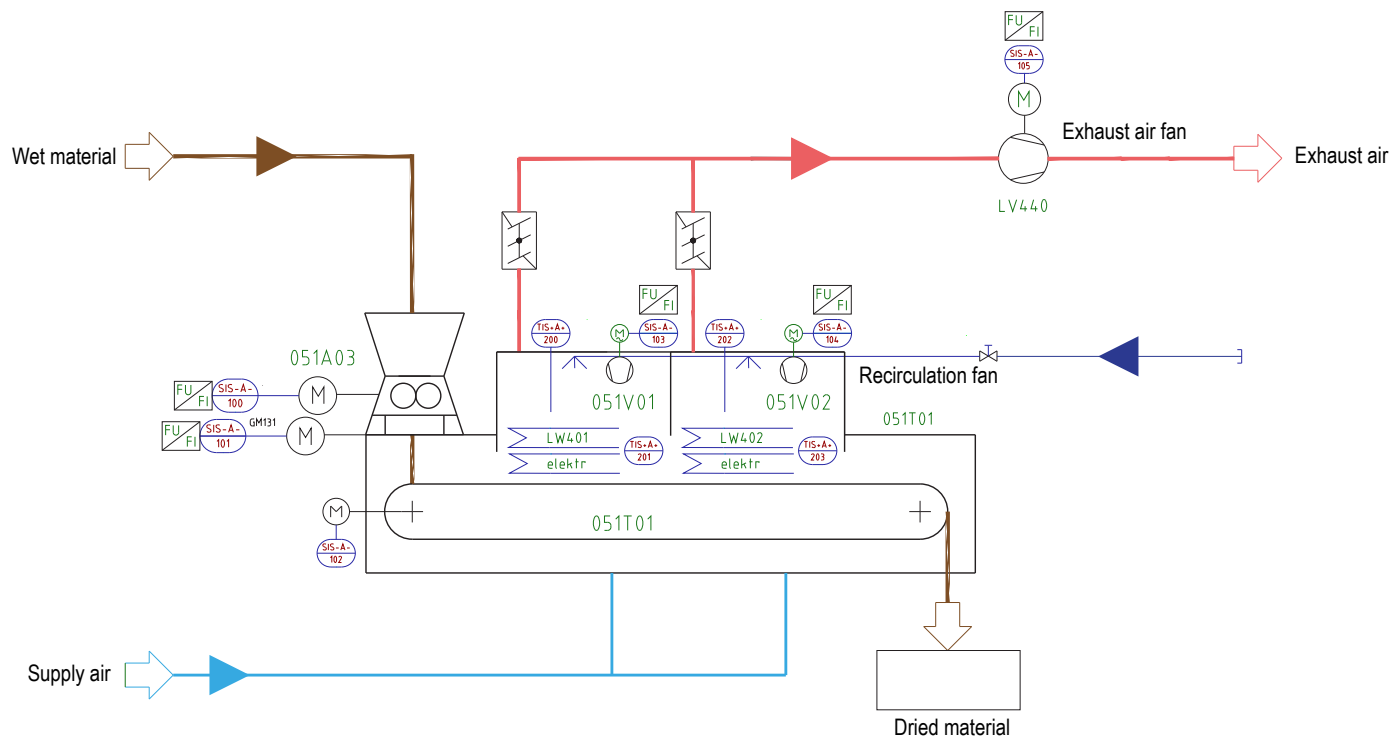 FU
FI
SIS-A-
105
M
Exhaust air fan
Wet material
Exhaust air
LV440
FU
FI
FU
FI
TIS+A+
200
M
SIS-A-
103
TIS+A+
202
M
SIS-A-
104
051A03
Recirculation fan
FU
FI
SIS-A-
100
M
051V01
051V02
051T01
FU
FI
SIS-A-
101
GM131
M
LW401
TIS+A+
201
LW402
TIS+A+
203
elektr
elektr
M
051T01
SIS-A-
102
Supply air
Dried material